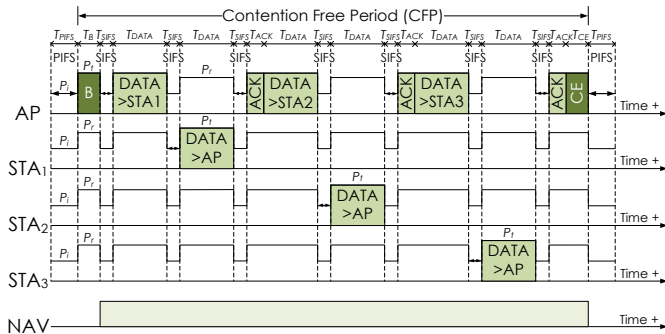 Contention Free Period (CFP)
TPIFS TB TSIFS TDATA TSIFS TDATA TSIFS TACK TDATA TSIFS TDATA TSIFS TACK TDATA TSIFS TDATA TSIFS TACK TCE TPIFS
PIFS Pt SIFS SIFS Pr SIFS SIFS SIFS SIFS SIFS PIFS
Pi B DATA >STA1 ACK DATA >STA2 ACK DATA >STA3 ACK CE
AP Time +
Pi Pr Pt
DATA >AP
STA1 Time +
Pi Pr Pt
DATA >AP
STA2 Time +
Pi Pr Pt
DATA >AP
STA3 Time +
NAV Time +